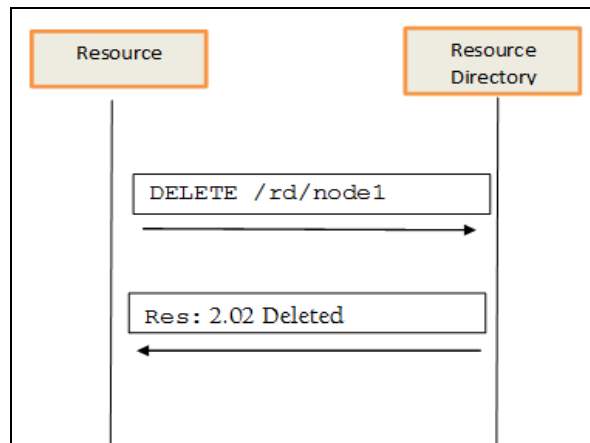 Resource
Resource
Directory
DELETE /rd/node1
Res: 2.02 Deleted